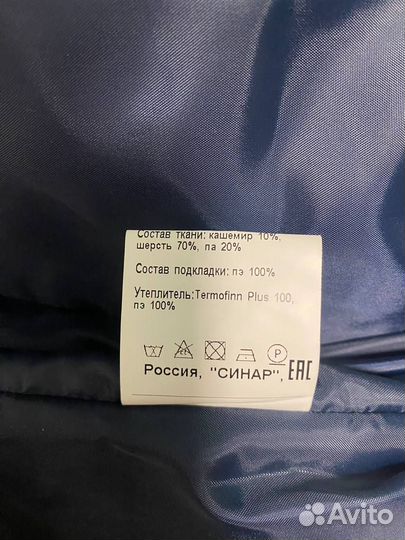 Состав ткани: кашемир 10%,
шерсть 70%, па 20%
Состав подкладки: пэ 100%
Утеплитель: Termofinn Plus 100,
пэ 100%
P
Россия, "СИНАР", EAC
Avito